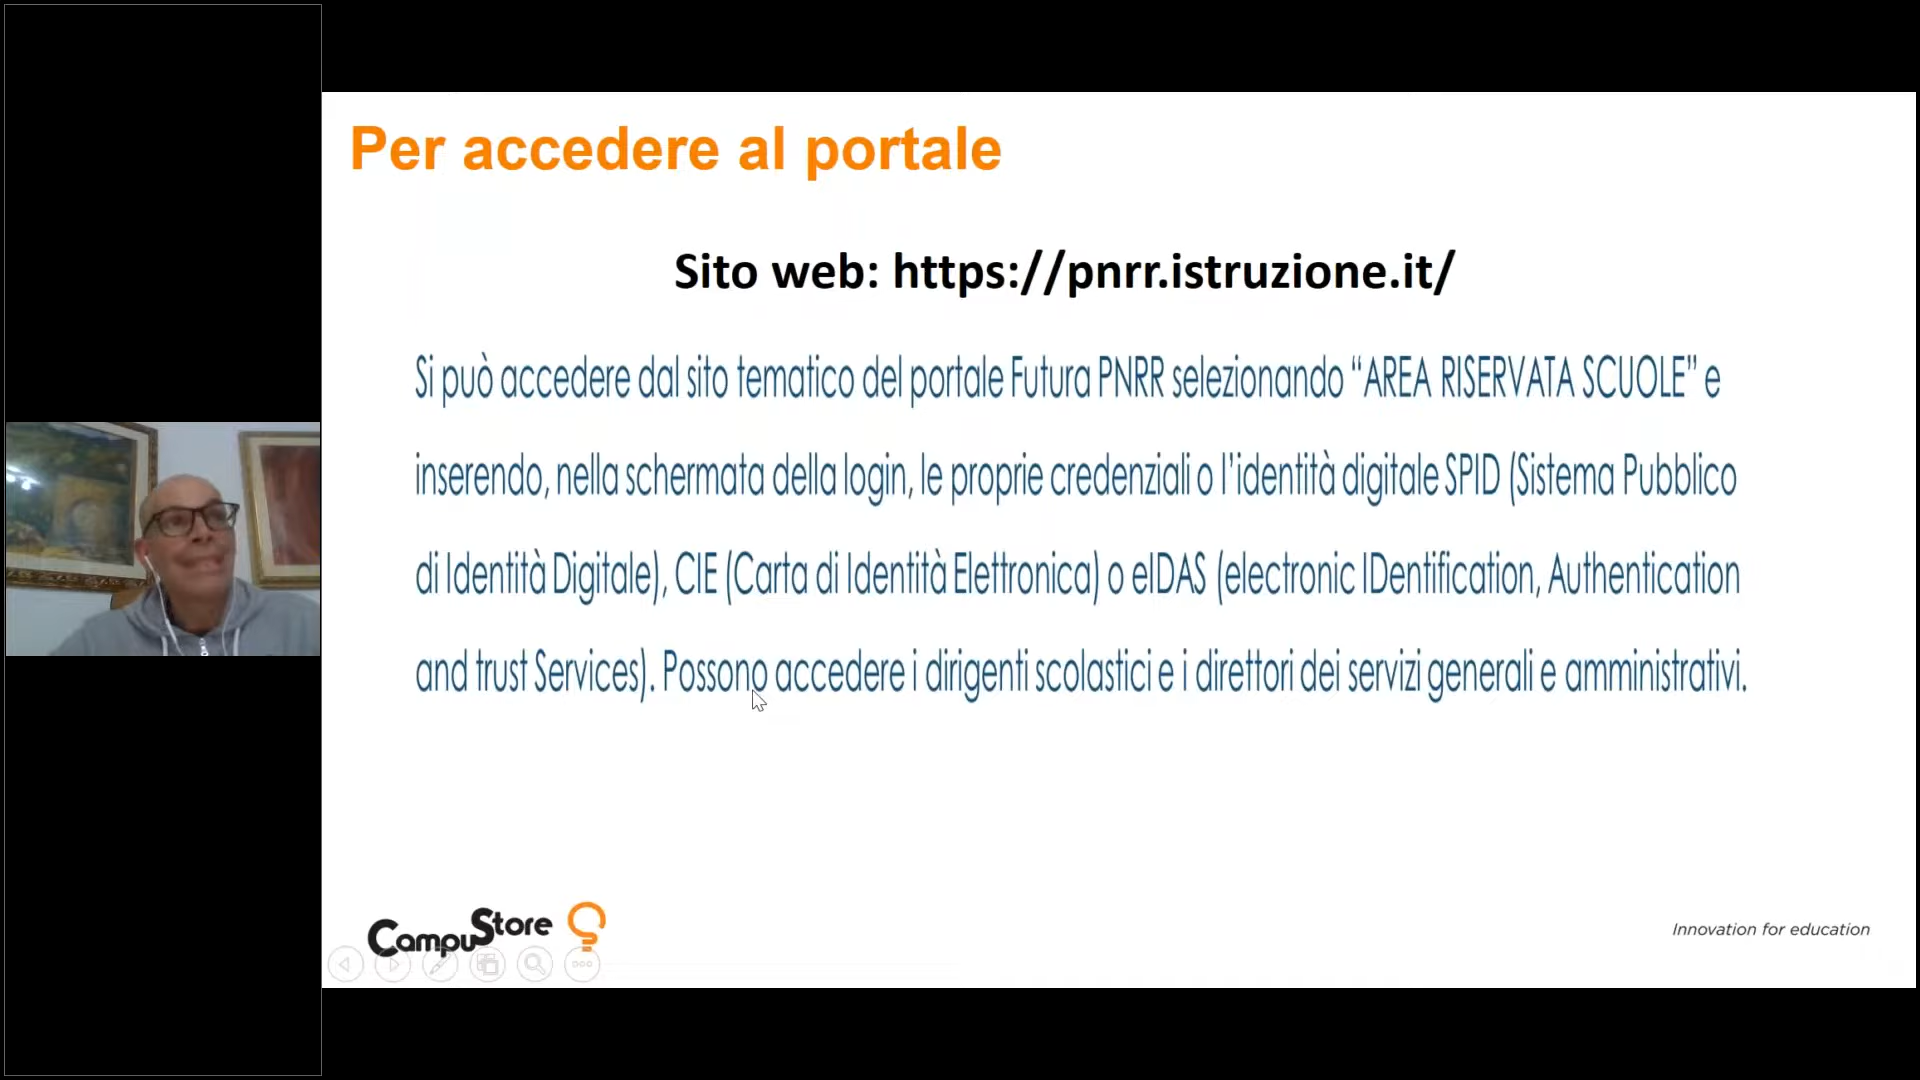 Per accedere al portale
Sito web: https://pnrr.istruzione.it/
Si può accedere dal sito tematico del portale Futura PNRR selezionando “AREA RISERVATA SCUOLE” e
inserendo, nella schermata della login, le proprie credenziali o l’identità digitale SPID (Sistema Pubblico
di Identità Digitale), CIE (Carta di Identità Elettronica) o eIDAS (electronic IDentification, Authentication
and trust Services). Possono accedere i dirigenti scolastici e i direttori dei servizi generali e amministrativi.
CampuStore
Innovation for education